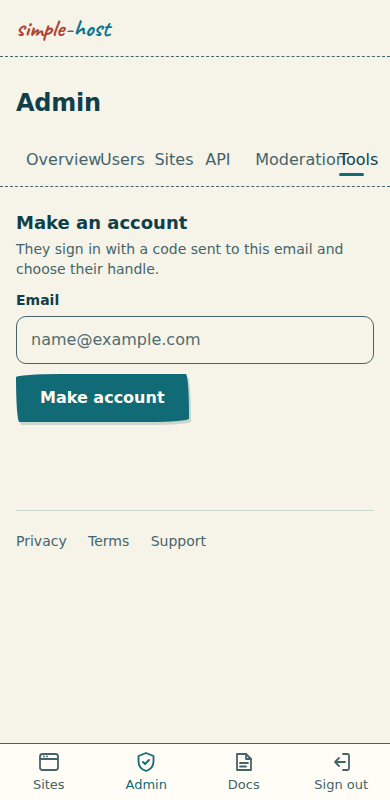 simple-host
Admin
Overview Users Sites API Moderation Tools
Make an account
They sign in with a code sent to this email and
choose their handle.
Email
name@example.com
Make account
Privacy Terms Support
Sites Admin Docs Sign out